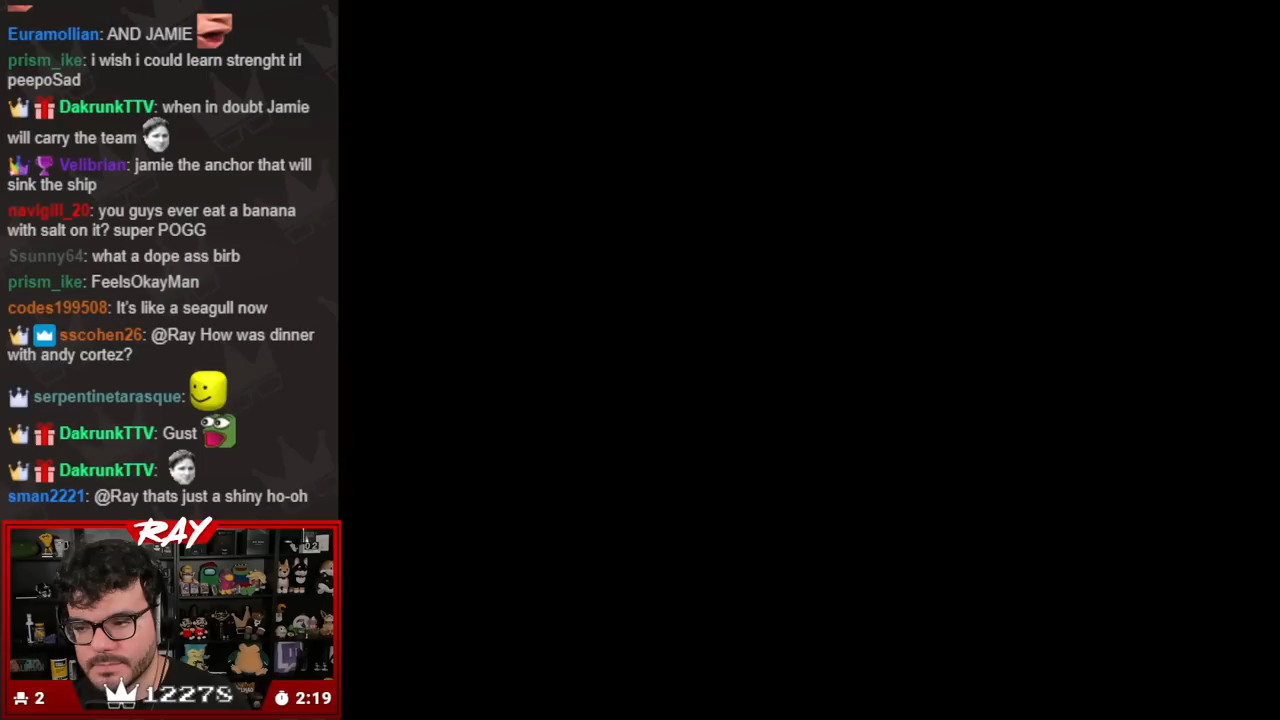 Euramollian: AND JAMIE
prism_ike: i wish i could learn strenght irl
peepoSad
DakrunkTTV: when in doubt Jamie
will carry the team
Velibrian: jamie the anchor that will
sink the ship
navigill_20: you guys ever eat a banana
with salt on it? super POGG
Ssunny64: what a dope ass birb
prism_ike: FeelsOkayMan
codes199508: It's like a seagull now
sscohen26: @Ray How was dinner
with andy cortez?
serpentinetarasque:
DakrunkTTV: Gust
DakrunkTTV:
sman2221: @Ray thats just a shiny ho-oh
RAY
2
12278
2:19